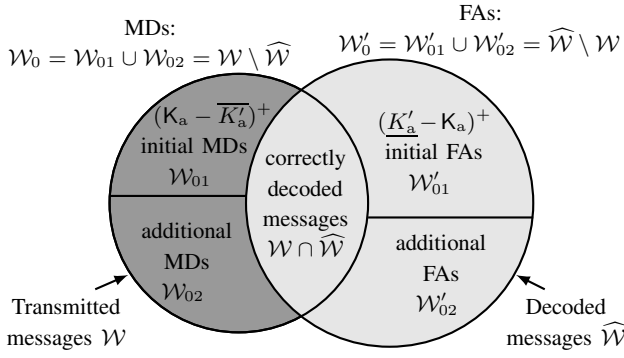 MDs:
𝒲₀ = 𝒲₀₁ ∪ 𝒲₀₂ = 𝒲 \ 𝒲̂
FAs:
𝒲′₀ = 𝒲′₀₁ ∪ 𝒲′₀₂ = 𝒲̂ \ 𝒲
(Kₐ − K̅′̅ₐ)⁺
initial MDs
𝒲₀₁
additional
MDs
𝒲₀₂
correctly
decoded
messages
𝒲 ∩ 𝒲̂
(K̲′̲ₐ − Kₐ)⁺
initial FAs
𝒲′₀₁
additional
FAs
𝒲′₀₂
Transmitted
messages 𝒲
Decoded
messages 𝒲̂